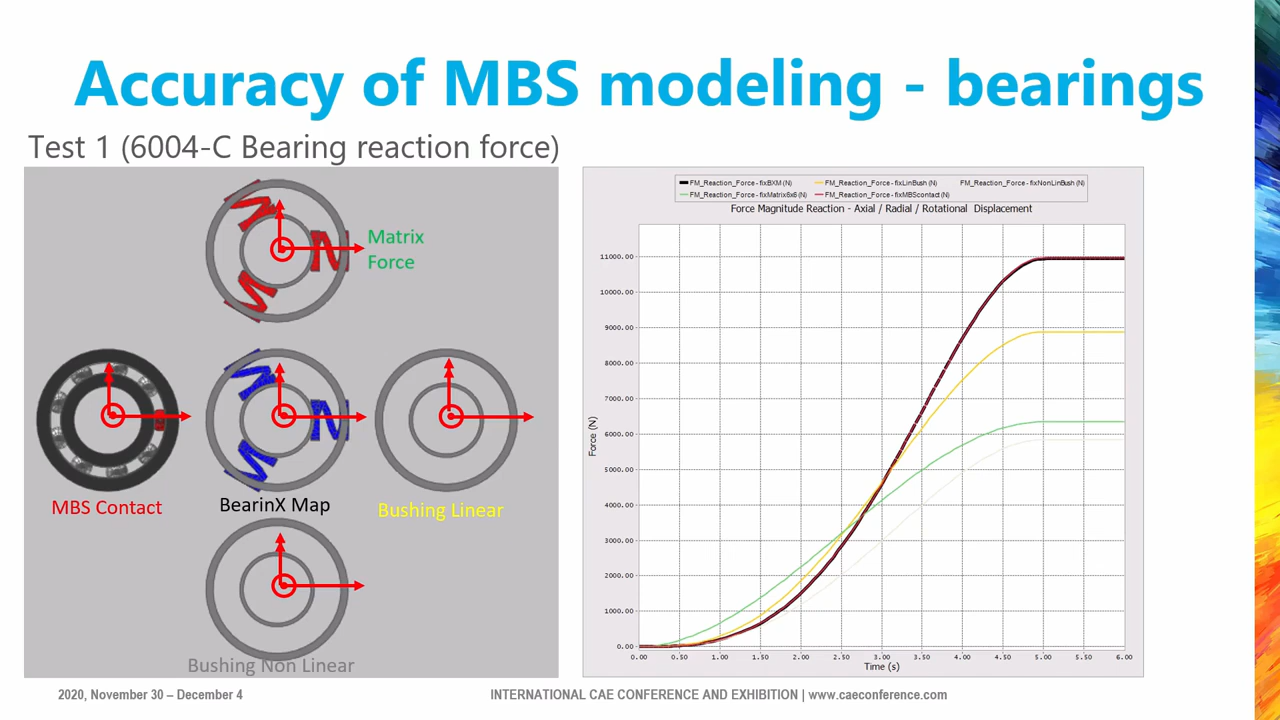 Accuracy of MBS modeling - bearings
Test 1 (6004-C Bearing reaction force)
Matrix
Force
MBS Contact
BearinX Map
Bushing Linear
Bushing Non Linear
FM_Reaction_Force - fixBXM (N)
FM_Reaction_Force - fixLinBush (N)
FM_Reaction_Force - fixNonLinBush (N)
FM_Reaction_Force - fixMatrix6x6 (N)
FM_Reaction_Force - fixMBScontact (N)
Force Magnitude Reaction - Axial / Radial / Rotational Displacement
Force (N)
11000.00
10000.00
9000.00
8000.00
7000.00
6000.00
5000.00
4000.00
3000.00
2000.00
1000.00
0.00
0.00 0.50 1.00 1.50 2.00 2.50 3.00 3.50 4.00 4.50 5.00 5.50 6.00
Time (s)
2020, November 30 – December 4
INTERNATIONAL CAE CONFERENCE AND EXHIBITION | www.caeconference.com